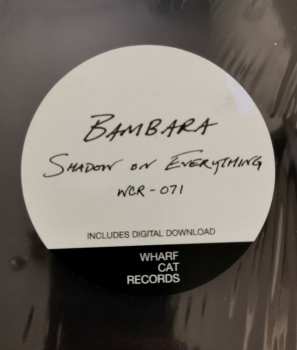 BAMBARA
SHADOW ON EVERYTHING
WCR-071
INCLUDES DIGITAL DOWNLOAD
WHARF
CAT
RECORDS